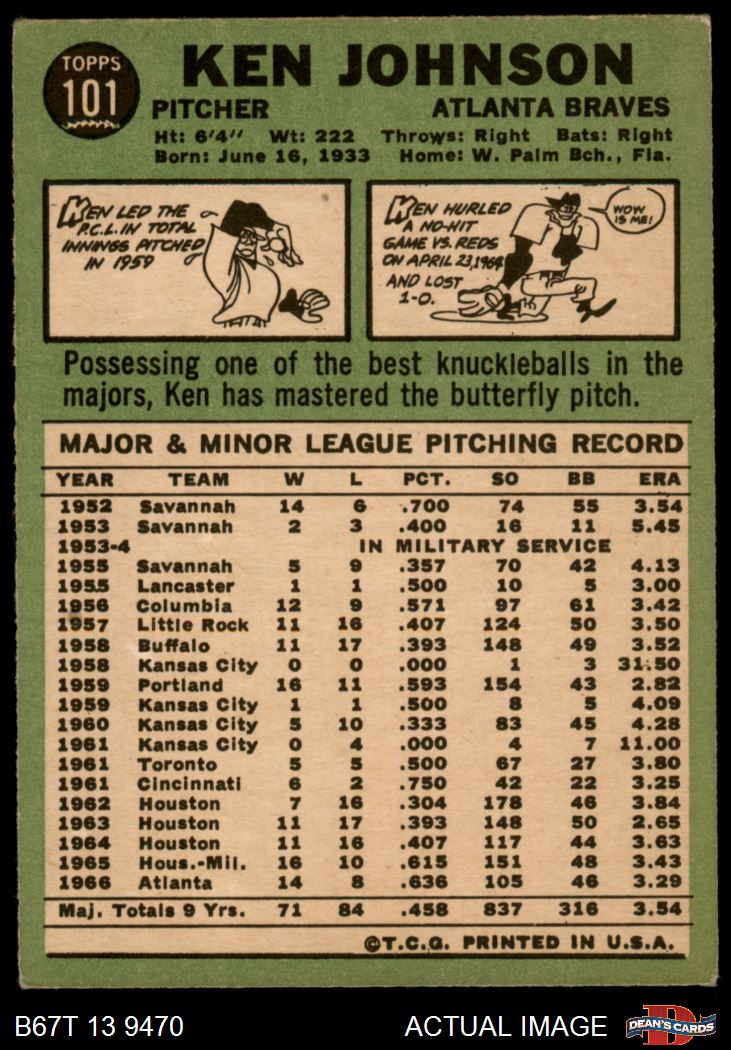 TOPPS
101
KEN JOHNSON
PITCHER ATLANTA BRAVES
Ht: 6'4" Wt: 222 Throws: Right Bats: Right
Born: June 16, 1933 Home: W. Palm Bch., Fla.
KEN LED THE
P.C.L. IN TOTAL
INNINGS PITCHED
IN 1959
KEN HURLED
A NO-HIT
GAME VS. REDS
ON APRIL 23, 1964
AND LOST
1-0.
WOW
IS ME!
Possessing one of the best knuckleballs in the
majors, Ken has mastered the butterfly pitch.
MAJOR & MINOR LEAGUE PITCHING RECORD
YEAR TEAM W L PCT. SO BB ERA
1952 Savannah 14 6 .700 74 55 3.54
1953 Savannah 2 3 .400 16 11 5.45
1953-4 IN MILITARY SERVICE
1955 Savannah 5 9 .357 70 42 4.13
1955 Lancaster 1 1 .500 10 5 3.00
1956 Columbia 12 9 .571 97 61 3.42
1957 Little Rock 11 16 .407 124 50 3.50
1958 Buffalo 11 17 .393 148 49 3.52
1958 Kansas City 0 0 .000 1 3 31.50
1959 Portland 16 11 .593 154 43 2.82
1959 Kansas City 1 1 .500 8 5 4.09
1960 Kansas City 5 10 .333 83 45 4.28
1961 Kansas City 0 4 .000 4 7 11.00
1961 Toronto 5 5 .500 67 27 3.80
1961 Cincinnati 6 2 .750 42 22 3.25
1962 Houston 7 16 .304 178 46 3.84
1963 Houston 11 17 .393 148 50 2.65
1964 Houston 11 16 .407 117 44 3.63
1965 Hous.-Mil. 16 10 .615 151 48 3.43
1966 Atlanta 14 8 .636 105 46 3.29
Maj. Totals 9 Yrs. 71 84 .458 837 316 3.54
©T.C.G. PRINTED IN U.S.A.
B67T 13 9470 ACTUAL IMAGE
D
DEAN'S CARDS